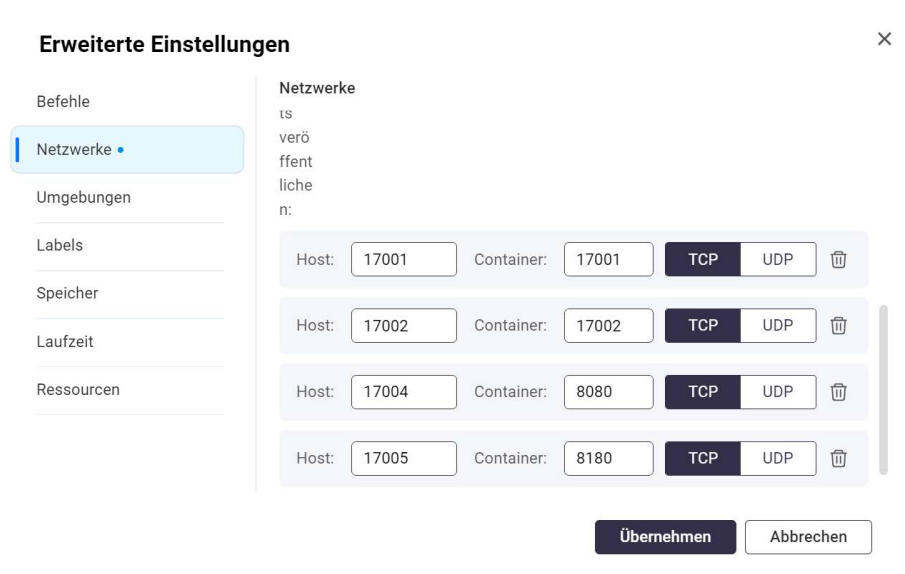 Erweiterte Einstellungen
Befehle
Netzwerke
Umgebungen
Labels
Speicher
Laufzeit
Ressourcen
Netzwerke
ts
verö
ffent
liche
n:
Host: 17001 Container: 17001 TCP UDP
Host: 17002 Container: 17002 TCP UDP
Host: 17004 Container: 8080 TCP UDP
Host: 17005 Container: 8180 TCP UDP
Übernehmen Abbrechen